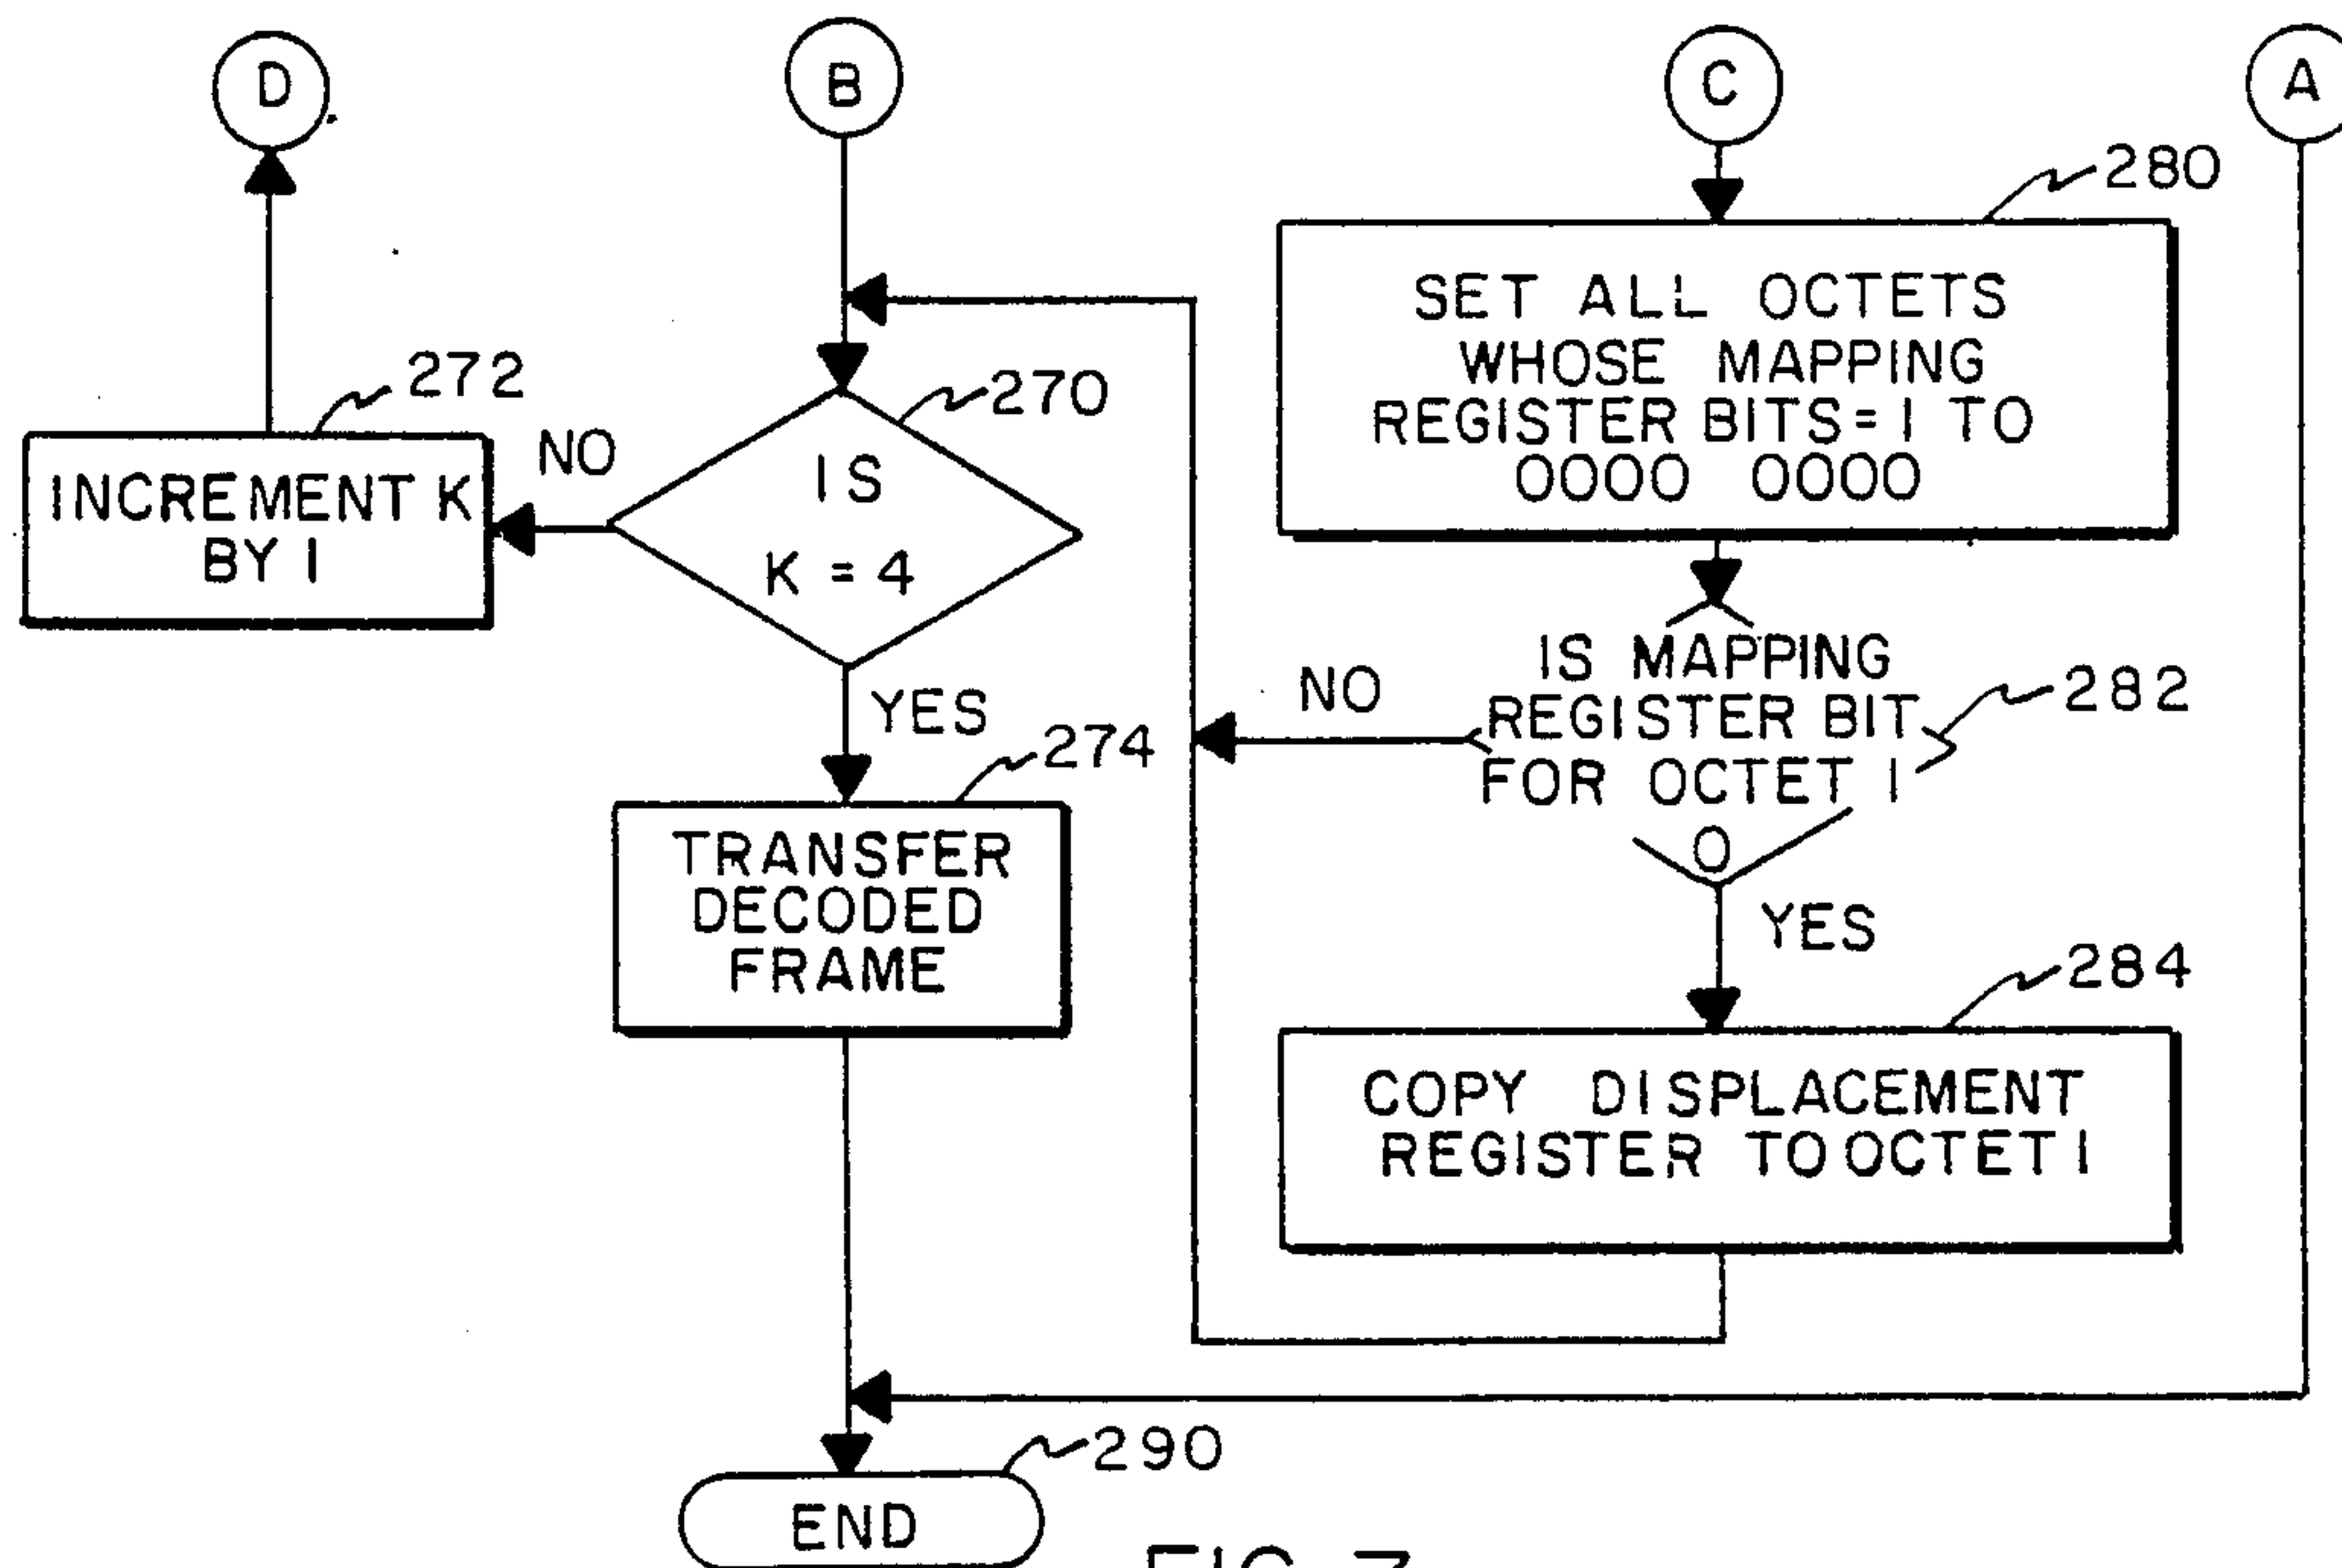 D
B
C
A
280
SET ALL OCTETS
WHOSE MAPPING
REGISTER BITS = 1 TO
0000 0000
272
INCREMENT K
BY 1
NO
270
IS
K = 4
YES
274
TRANSFER
DECODED
FRAME
NO
IS MAPPING
REGISTER BIT
FOR OCTET 1
0
282
YES
284
COPY DISPLACEMENT
REGISTER TO OCTET 1
290
END